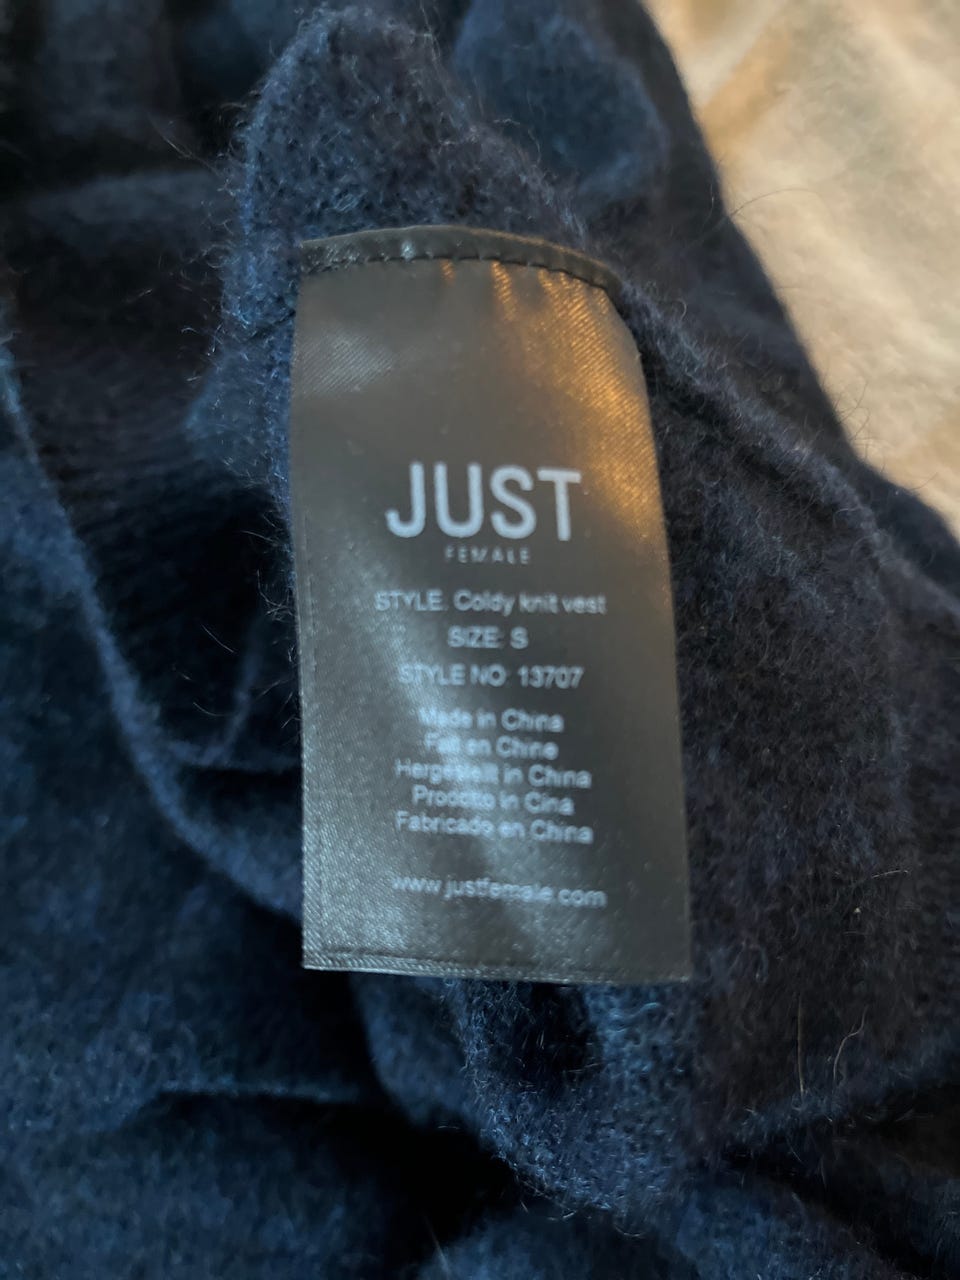 JUST
FEMALE
STYLE: Coldy knit vest
SIZE: S
STYLE NO: 13707
Made in China
Fait en Chine
Hergestellt in China
Prodotto in Cina
Fabricado en China
www.justfemale.com